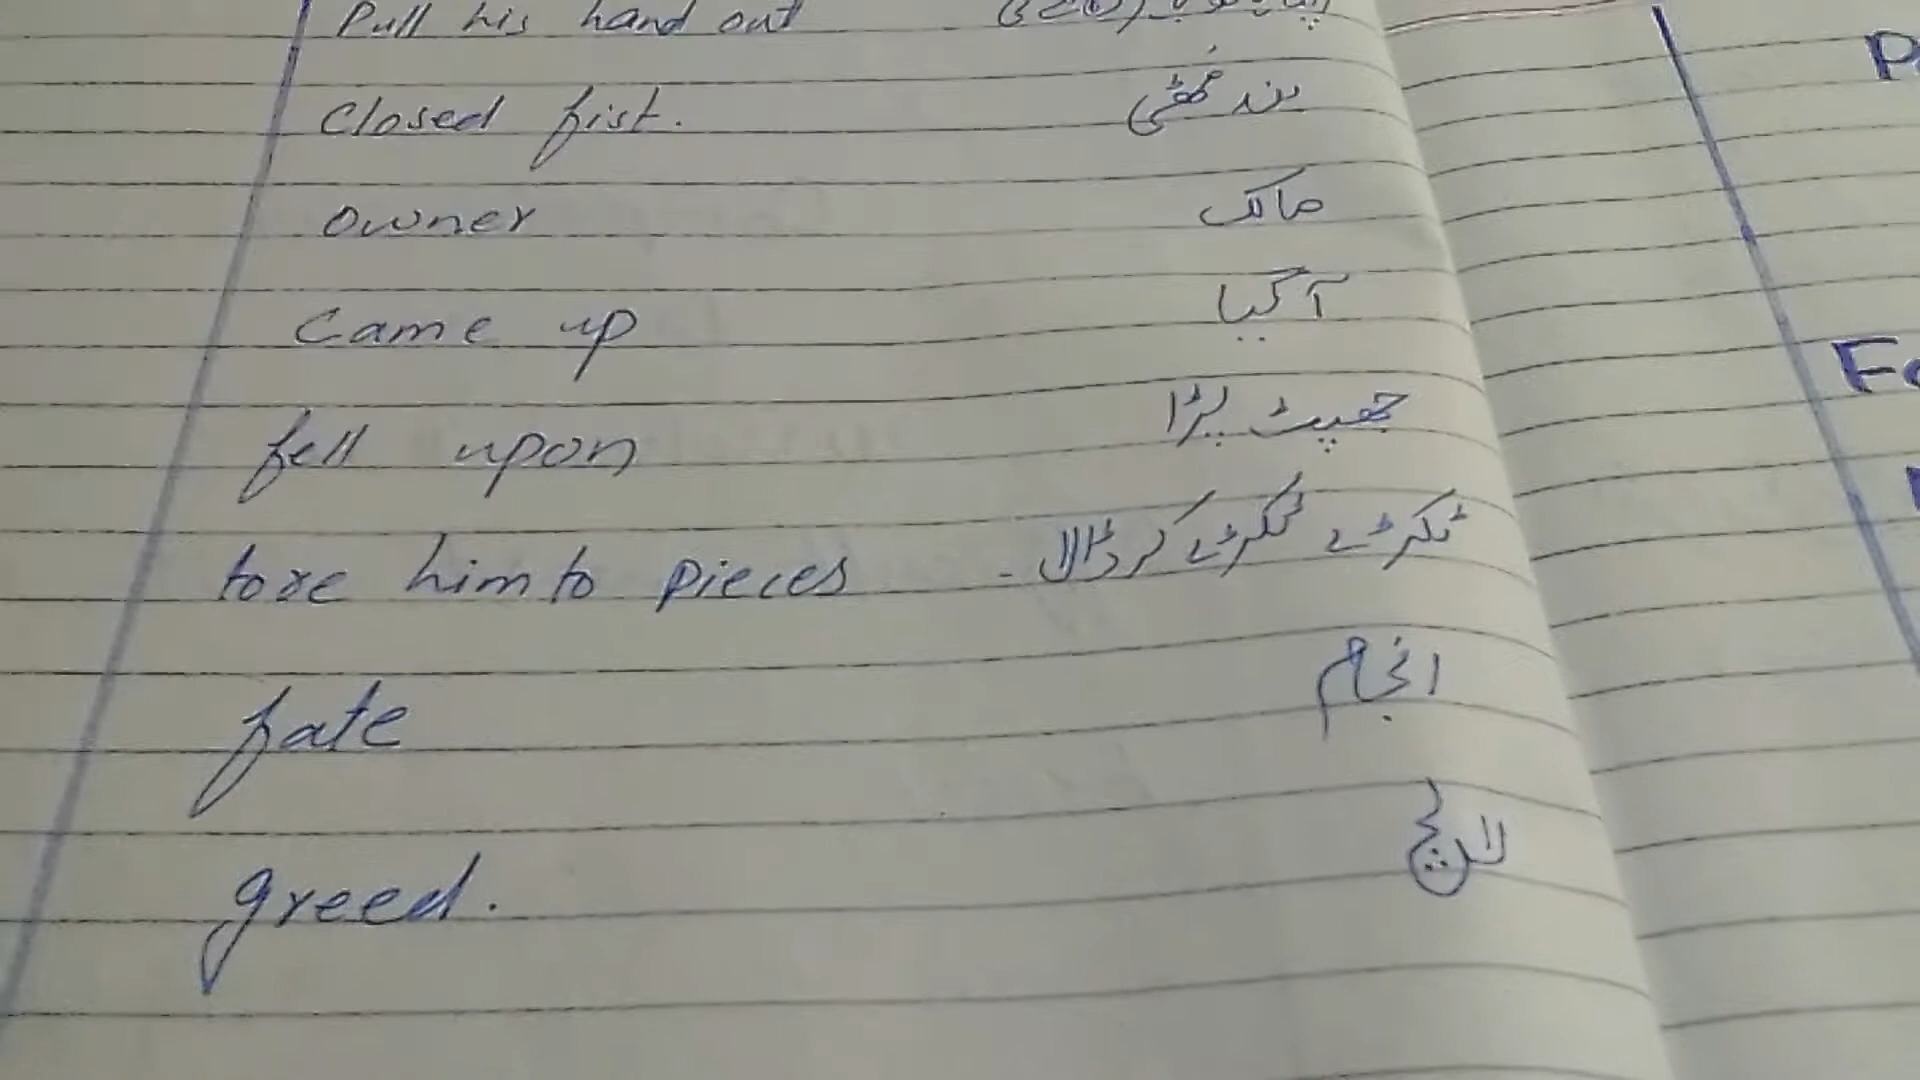 Pull his hand out
Closed fist. بند مُٹھی
owner مالک
Came up آ گیا
fell upon جھپٹ پڑا
tore him to pieces ٹکڑے ٹکڑے کر ڈالا -
fate انجام
greed. لالچ